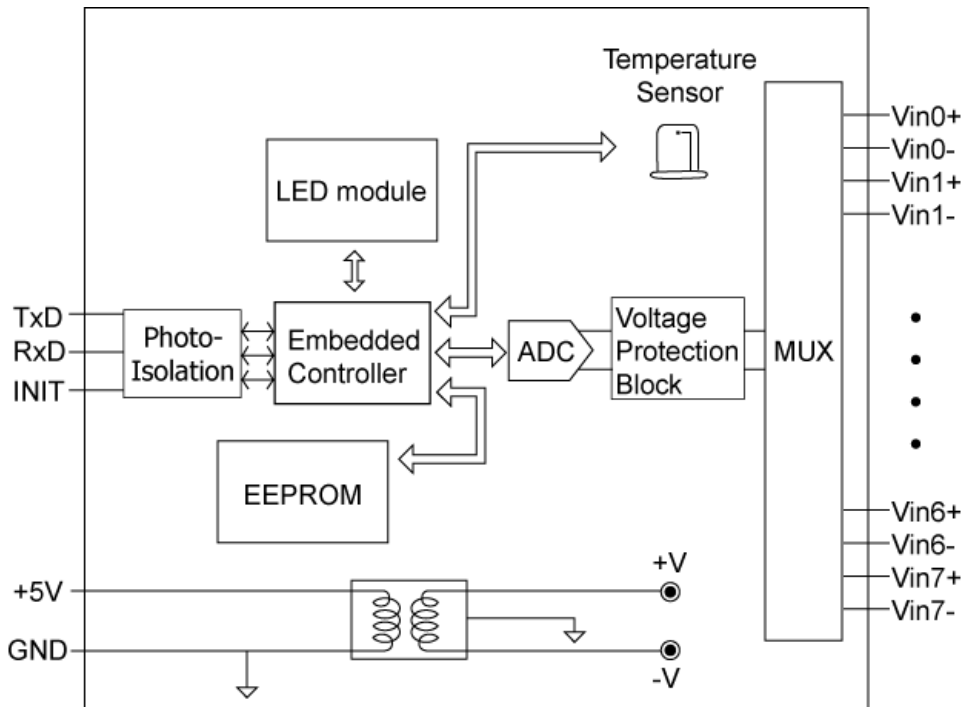 Temperature
Sensor
LED module
TxD
RxD
INIT
Photo-
Isolation
Embedded
Controller
ADC
Voltage
Protection
Block
MUX
Vin0+
Vin0-
Vin1+
Vin1-
EEPROM
Vin6+
Vin6-
Vin7+
Vin7-
+5V
GND
+V
-V